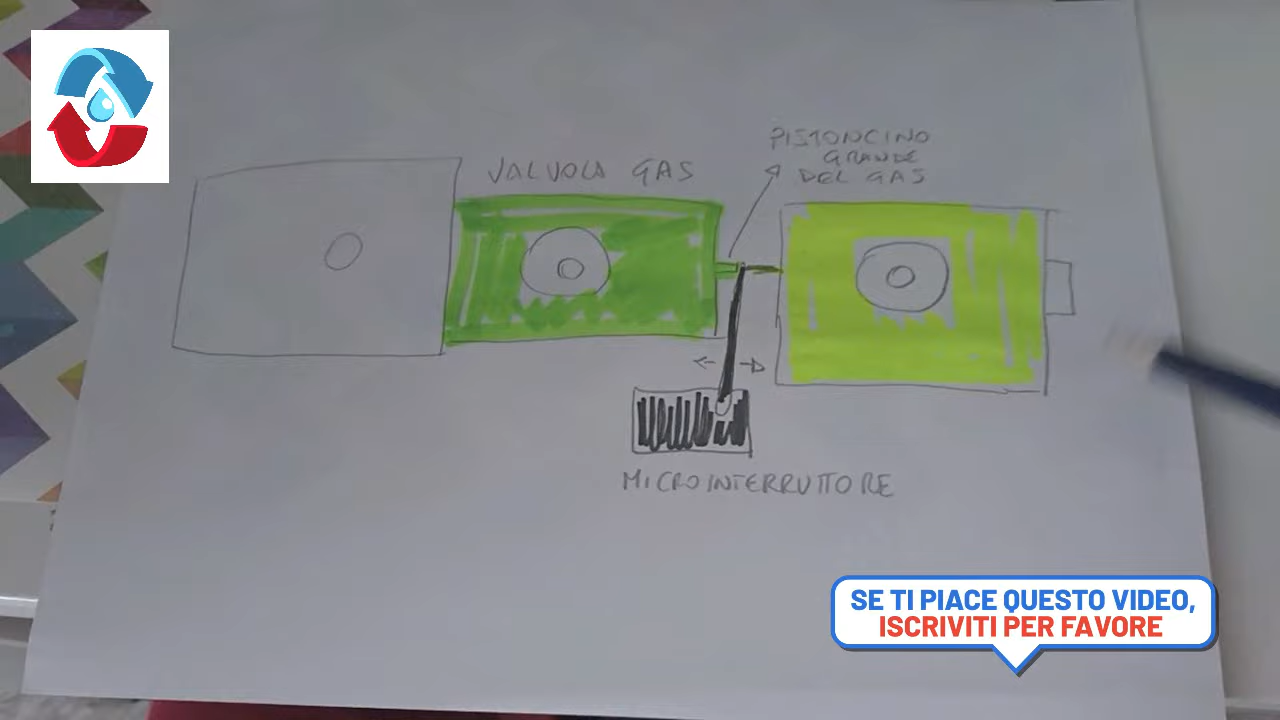 VALVOLA GAS
PISTONCINO
GRANDE
DEL GAS
MICROINTERRUTTORE
SE TI PIACE QUESTO VIDEO,
ISCRIVITI PER FAVORE